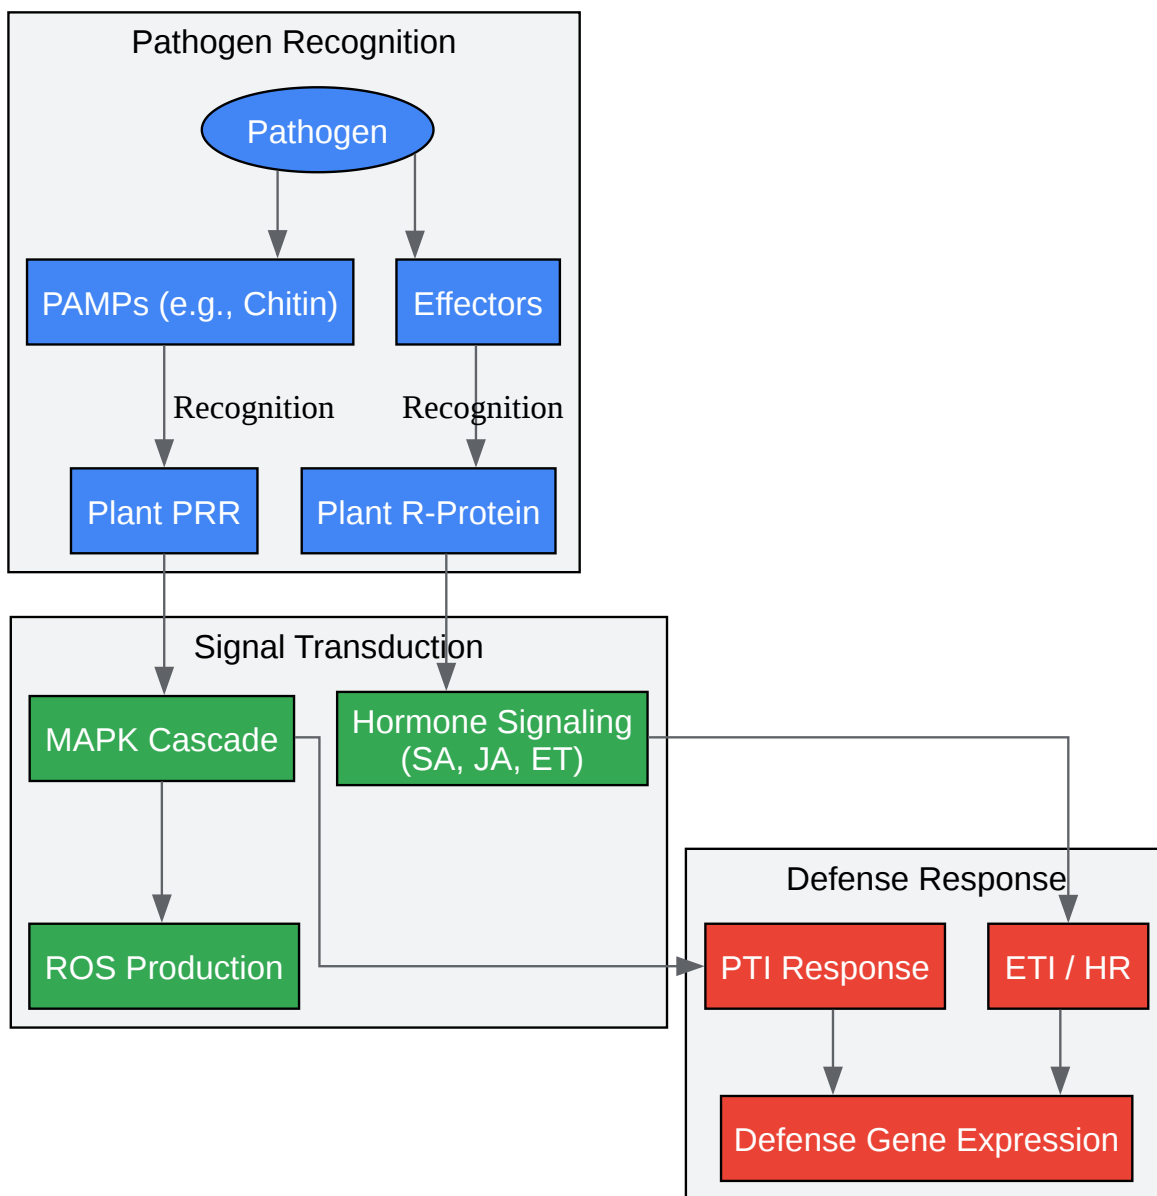 Pathogen Recognition
Pathogen
PAMPs (e.g., Chitin)
Effectors
Recognition
Recognition
Plant PRR
Plant R-Protein
Signal Transduction
MAPK Cascade
Hormone Signaling
(SA, JA, ET)
Defense Response
ROS Production
PTI Response
ETI / HR
Defense Gene Expression